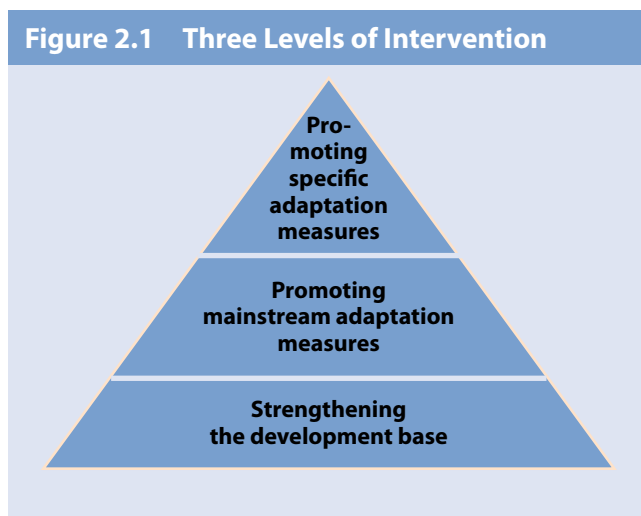 Figure 2.1 Three Levels of Intervention
Pro-
moting
specific
adaptation
measures
Promoting
mainstream adaptation
measures
Strengthening
the development base